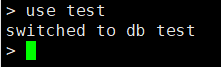 > use test
switched to db test
>